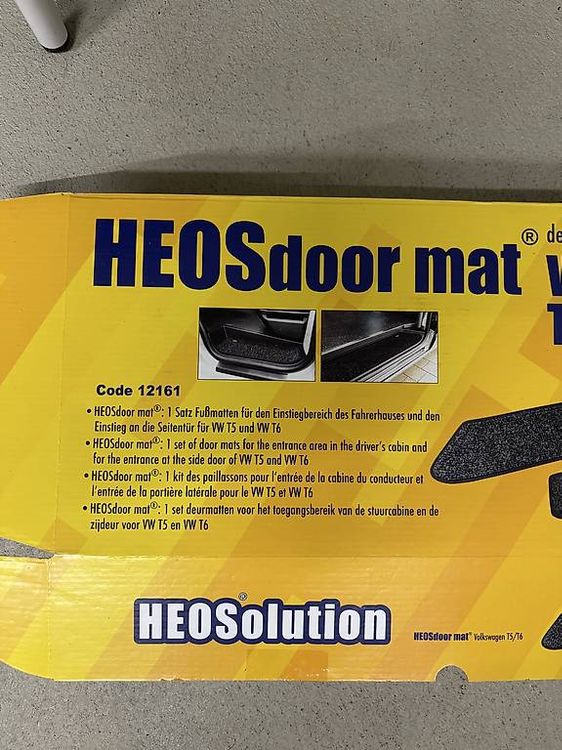 HEOSdoor mat®
de
Code 12161
• HEOSdoor mat®: 1 Satz Fußmatten für den Einstiegbereich des Fahrerhauses und den
Einstieg an die Seitentür für VW T5 und VW T6
• HEOSdoor mat®: 1 set of door mats for the entrance area in the driver's cabin and
for the entrance at the side door of VW T5 and VW T6
• HEOSdoor mat®: 1 kit des paillassons pour l'entrée de la cabine du conducteur et
l'entrée de la portière latérale pour le VW T5 et VW T6
• HEOSdoor mat®: 1 set deurmatten voor het toegangsbereik van de stuurcabine en de
zijdeur voor VW T5 en VW T6
HEOSolution®
HEOSdoor mat® Volkswagen T5/T6